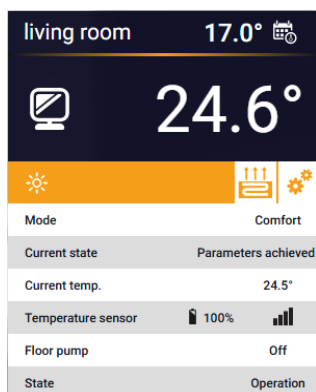 living room 17.0°
24.6°
Mode Comfort
Current state Parameters achieved
Current temp. 24.5°
Temperature sensor 100%
Floor pump Off
State Operation